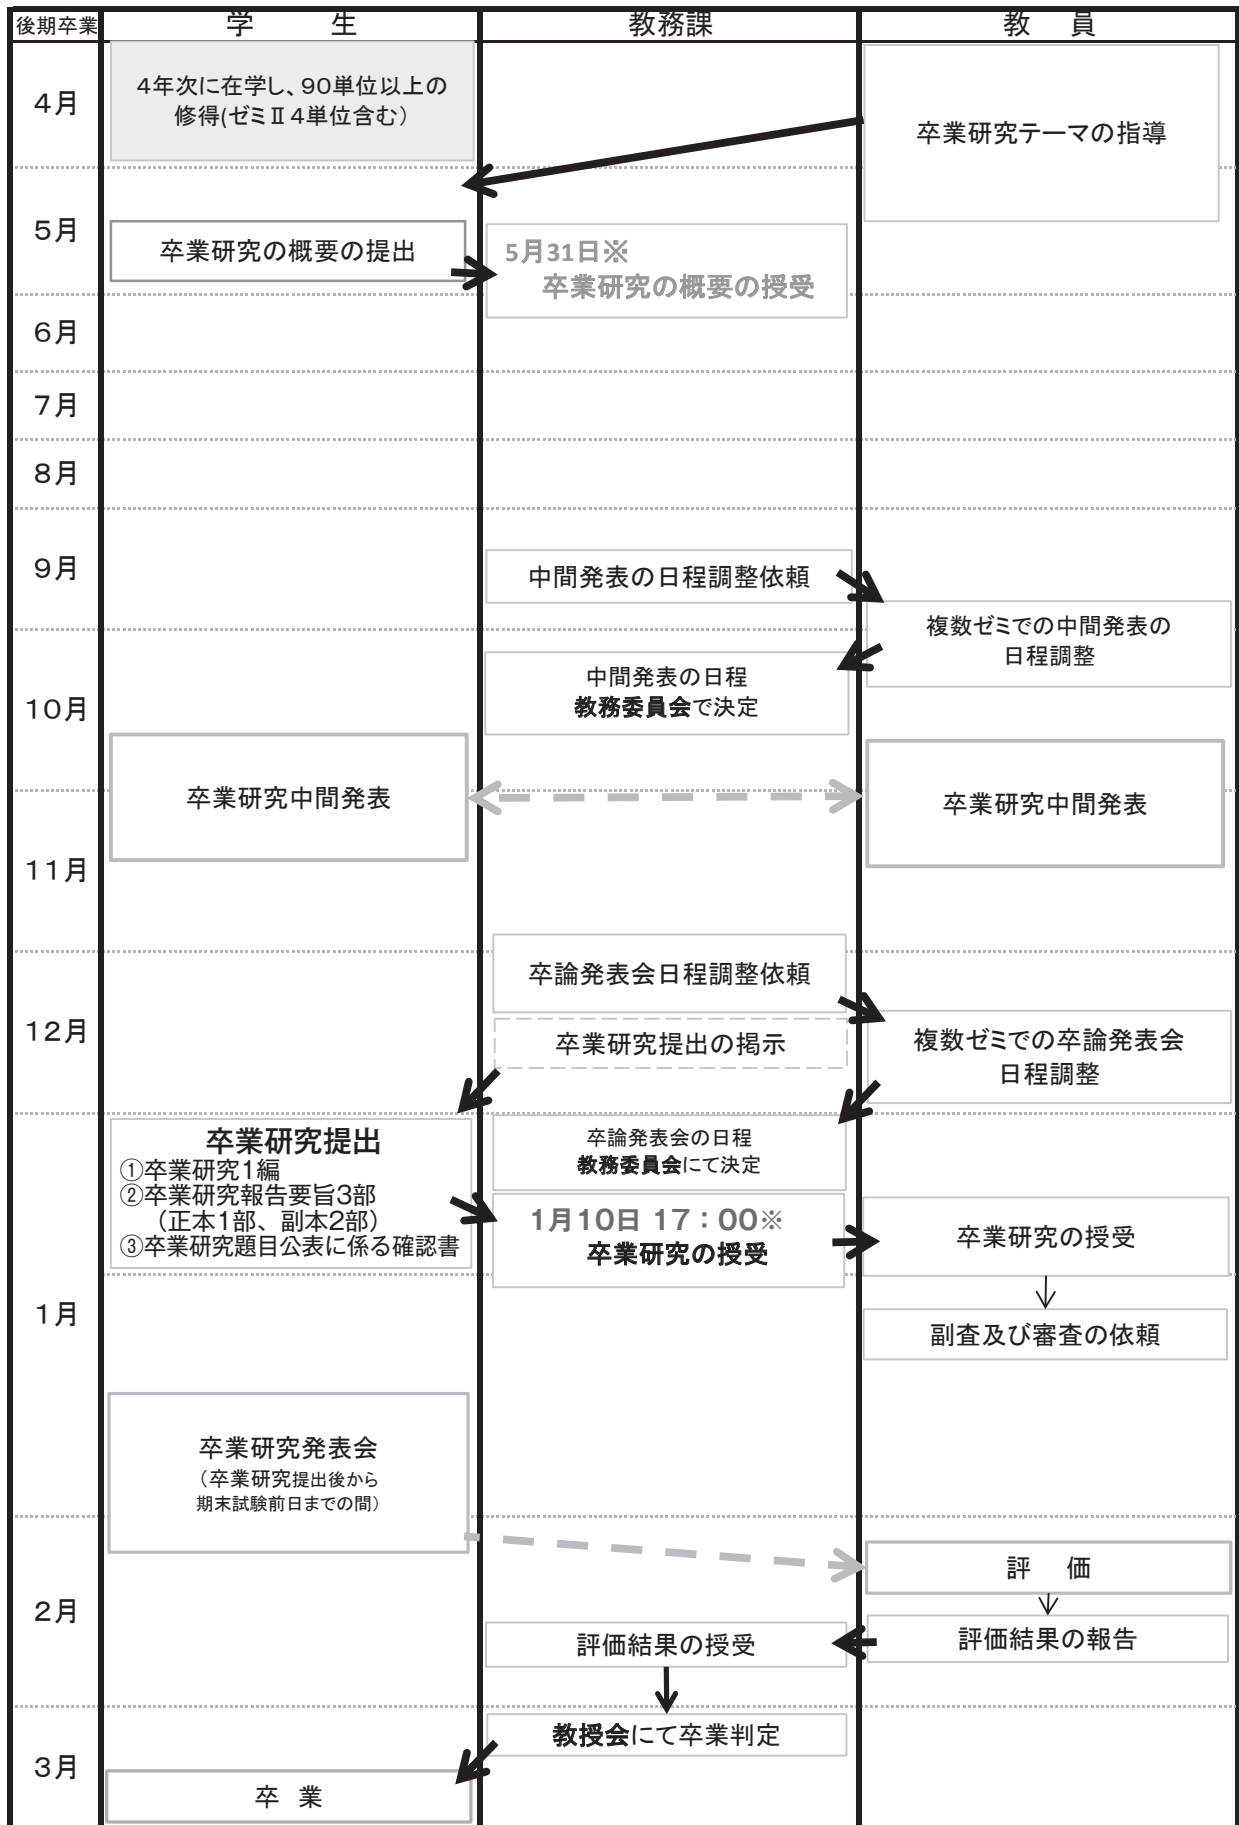 後期卒業 学 生 教務課 教 員
4月
4年次に在学し、90単位以上の
修得(ゼミⅡ4単位含む)
卒業研究テーマの指導
5月
卒業研究の概要の提出
5月31日※
卒業研究の概要の授受
6月
7月
8月
9月
中間発表の日程調整依頼
複数ゼミでの中間発表の
日程調整
10月
中間発表の日程
教務委員会で決定
卒業研究中間発表
卒業研究中間発表
11月
12月
卒論発表会日程調整依頼
卒業研究提出の掲示
複数ゼミでの卒論発表会
日程調整
卒業研究提出
①卒業研究1編
②卒業研究報告要旨3部
(正本1部、副本2部)
③卒業研究題目公表に係る確認書
卒論発表会の日程
教務委員会にて決定
1月10日 17:00※
卒業研究の授受
卒業研究の授受
1月
副査及び審査の依頼
卒業研究発表会
(卒業研究提出後から
期末試験前日までの間)
2月
評 価
評価結果の報告
評価結果の授受
3月
教授会にて卒業判定
卒 業